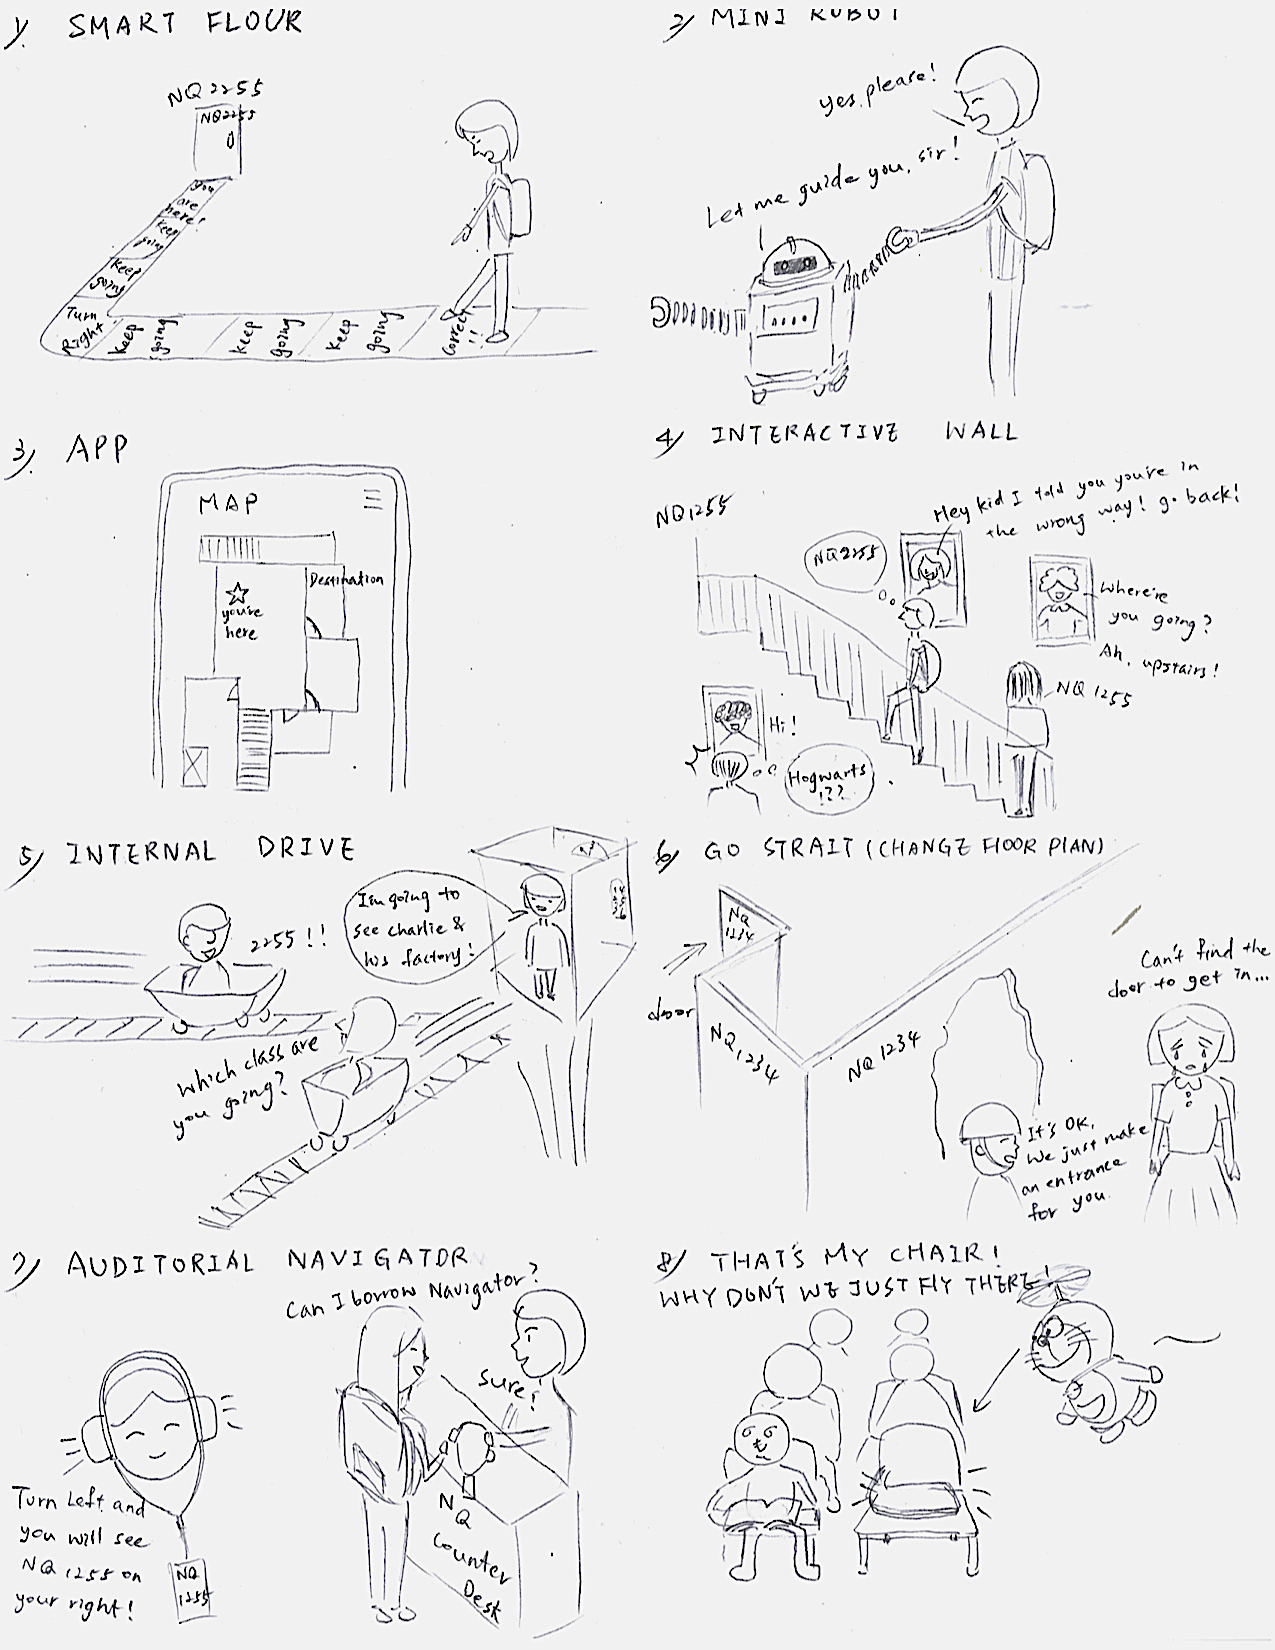 1) SMART FLOUR
NQ2255
NQ2255
you
are
here!
keep
going
keep
going
Turn
Right
keep
going
keep
going
keep
going
correct
!!
2) MINI ROBOT
yes, please!
Let me guide you, sir!
3) APP
MAP
Destination
you're
here
4) INTERACTIVE WALL
NQ1255
Hey kid I told you you're in
the wrong way! go back!
NQ2255
Where're
you going?
Ah, upstairs!
NQ 1255
Hi!
Hogwarts
!??
5) INTERNAL DRIVE
2255!!
I'm going to
see charlie &
his factory!
Which class are
you going?
6) GO STRAIT (CHANGE FLOOR PLAN)
NQ
1234
door
NQ 1234
NQ 1234
Can't find the
door to get in...
It's OK,
We just make
an entrance
for you.
7) AUDITORIAL NAVIGATOR
Can I borrow Navigator?
Sure!
Turn Left and
you will see
NQ 1255 on
your right!
NQ
1255
NQ
Counter
Desk
8) THAT'S MY CHAIR!
WHY DON'T WE JUST FLY THERE!